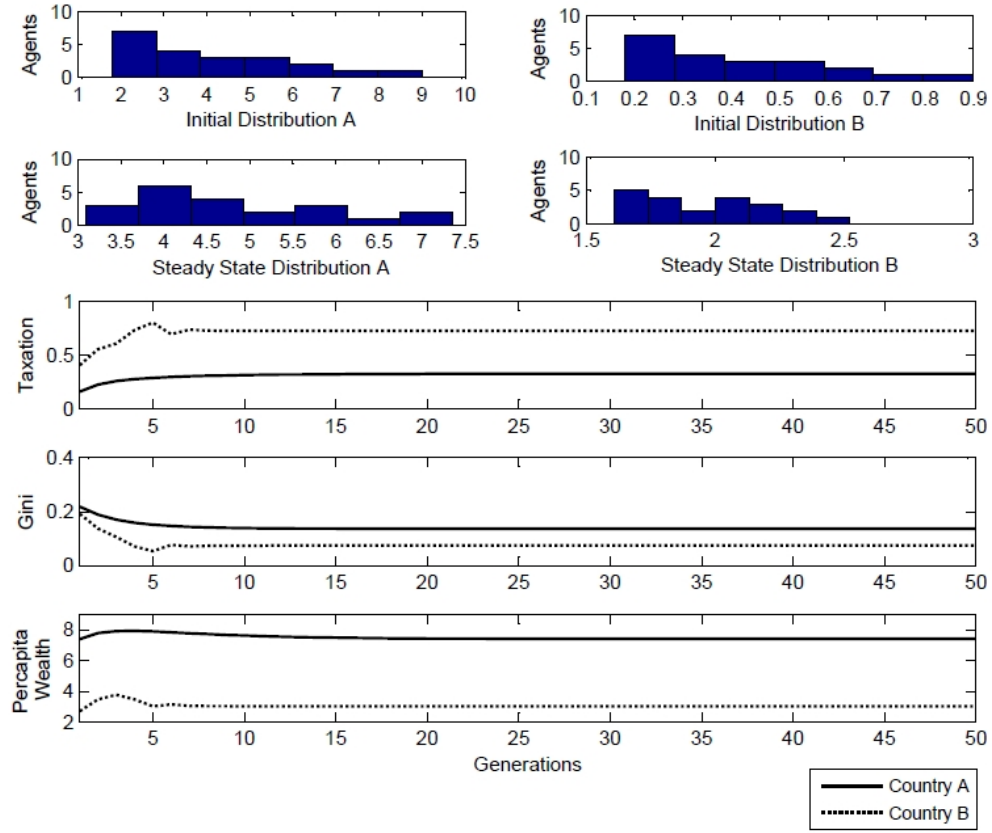 10
5
0
Agents
1 2 3 4 5 6 7 8 9 10
Initial Distribution A
10
5
0
Agents
0.1 0.2 0.3 0.4 0.5 0.6 0.7 0.8 0.9
Initial Distribution B
10
5
0
Agents
3 3.5 4 4.5 5 5.5 6 6.5 7 7.5
Steady State Distribution A
10
5
0
Agents
1.5 2 2.5 3
Steady State Distribution B
1
0.5
0
Taxation
5 10 15 20 25 30 35 40 45 50
0.4
0.2
0
Gini
5 10 15 20 25 30 35 40 45 50
8
6
4
2
Percapita
Wealth
5 10 15 20 25 30 35 40 45 50
Generations
Country A
Country B